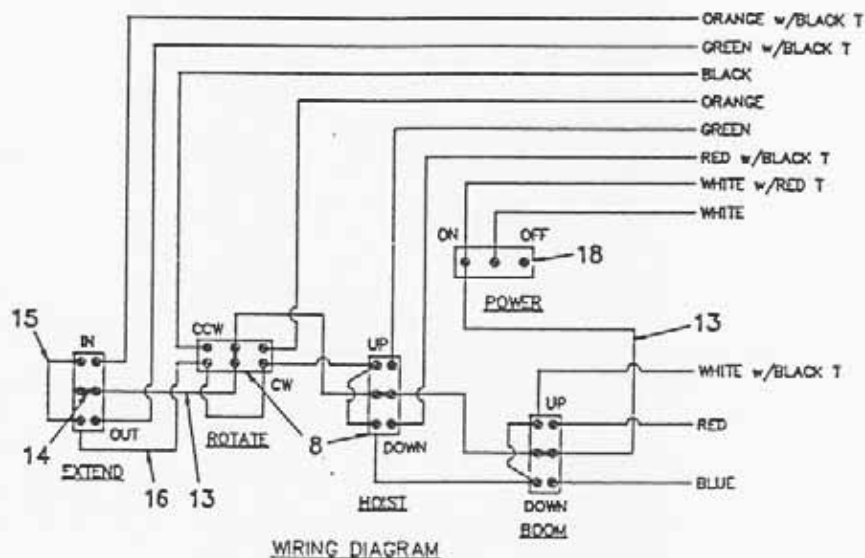 ORANGE w/BLACK T
GREEN w/BLACK T
BLACK
ORANGE
GREEN
RED w/BLACK T
WHITE w/RED T
WHITE
ON OFF
18
POWER
15
IN
CCW
UP
13
CW
WHITE w/BLACK T
UP
OUT
ROTATE
8
DOWN
RED
14
EXTEND
16
13
HOIST
BLUE
DOWN
BOOM
WIRING DIAGRAM